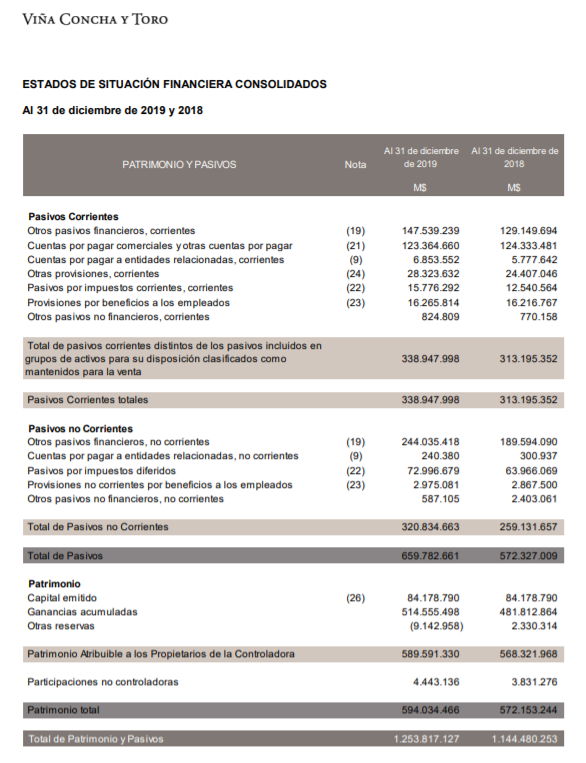 VIÑA CONCHA Y TORO
ESTADOS DE SITUACIÓN FINANCIERA CONSOLIDADOS
Al 31 de diciembre de 2019 y 2018
PATRIMONIO Y PASIVOS Nota Al 31 de diciembre de 2019 M$ Al 31 de diciembre de 2018 M$
Pasivos Corrientes
Otros pasivos financieros, corrientes (19) 147.539.239 129.149.694
Cuentas por pagar comerciales y otras cuentas por pagar (21) 123.364.660 124.333.481
Cuentas por pagar a entidades relacionadas, corrientes (9) 6.853.552 5.777.642
Otras provisiones, corrientes (24) 28.323.632 24.407.046
Pasivos por impuestos corrientes, corrientes (22) 15.776.292 12.540.564
Provisiones por beneficios a los empleados (23) 16.265.814 16.216.767
Otros pasivos no financieros, corrientes 824.809 770.158
Total de pasivos corrientes distintos de los pasivos incluidos en
grupos de activos para su disposición clasificados como 338.947.998 313.195.352
mantenidos para la venta
Pasivos Corrientes totales 338.947.998 313.195.352
Pasivos no Corrientes
Otros pasivos financieros, no corrientes (19) 244.035.418 189.594.090
Cuentas por pagar a entidades relacionadas, no corrientes (9) 240.380 300.937
Pasivos por impuestos diferidos (22) 72.996.679 63.966.069
Provisiones no corrientes por beneficios a los empleados (23) 2.975.081 2.867.500
Otros pasivos no financieros, no corrientes 587.105 2.403.061
Total de Pasivos no Corrientes 320.834.663 259.131.657
Total de Pasivos 659.782.661 572.327.009
Patrimonio
Capital emitido (26) 84.178.790 84.178.790
Ganancias acumuladas 514.555.498 481.812.864
Otras reservas (9.142.958) 2.330.314
Patrimonio Atribuible a los Propietarios de la Controladora 589.591.330 568.321.968
Participaciones no controladoras 4.443.136 3.831.276
Patrimonio total 594.034.466 572.153.244
Total de Patrimonio y Pasivos 1.253.817.127 1.144.480.253